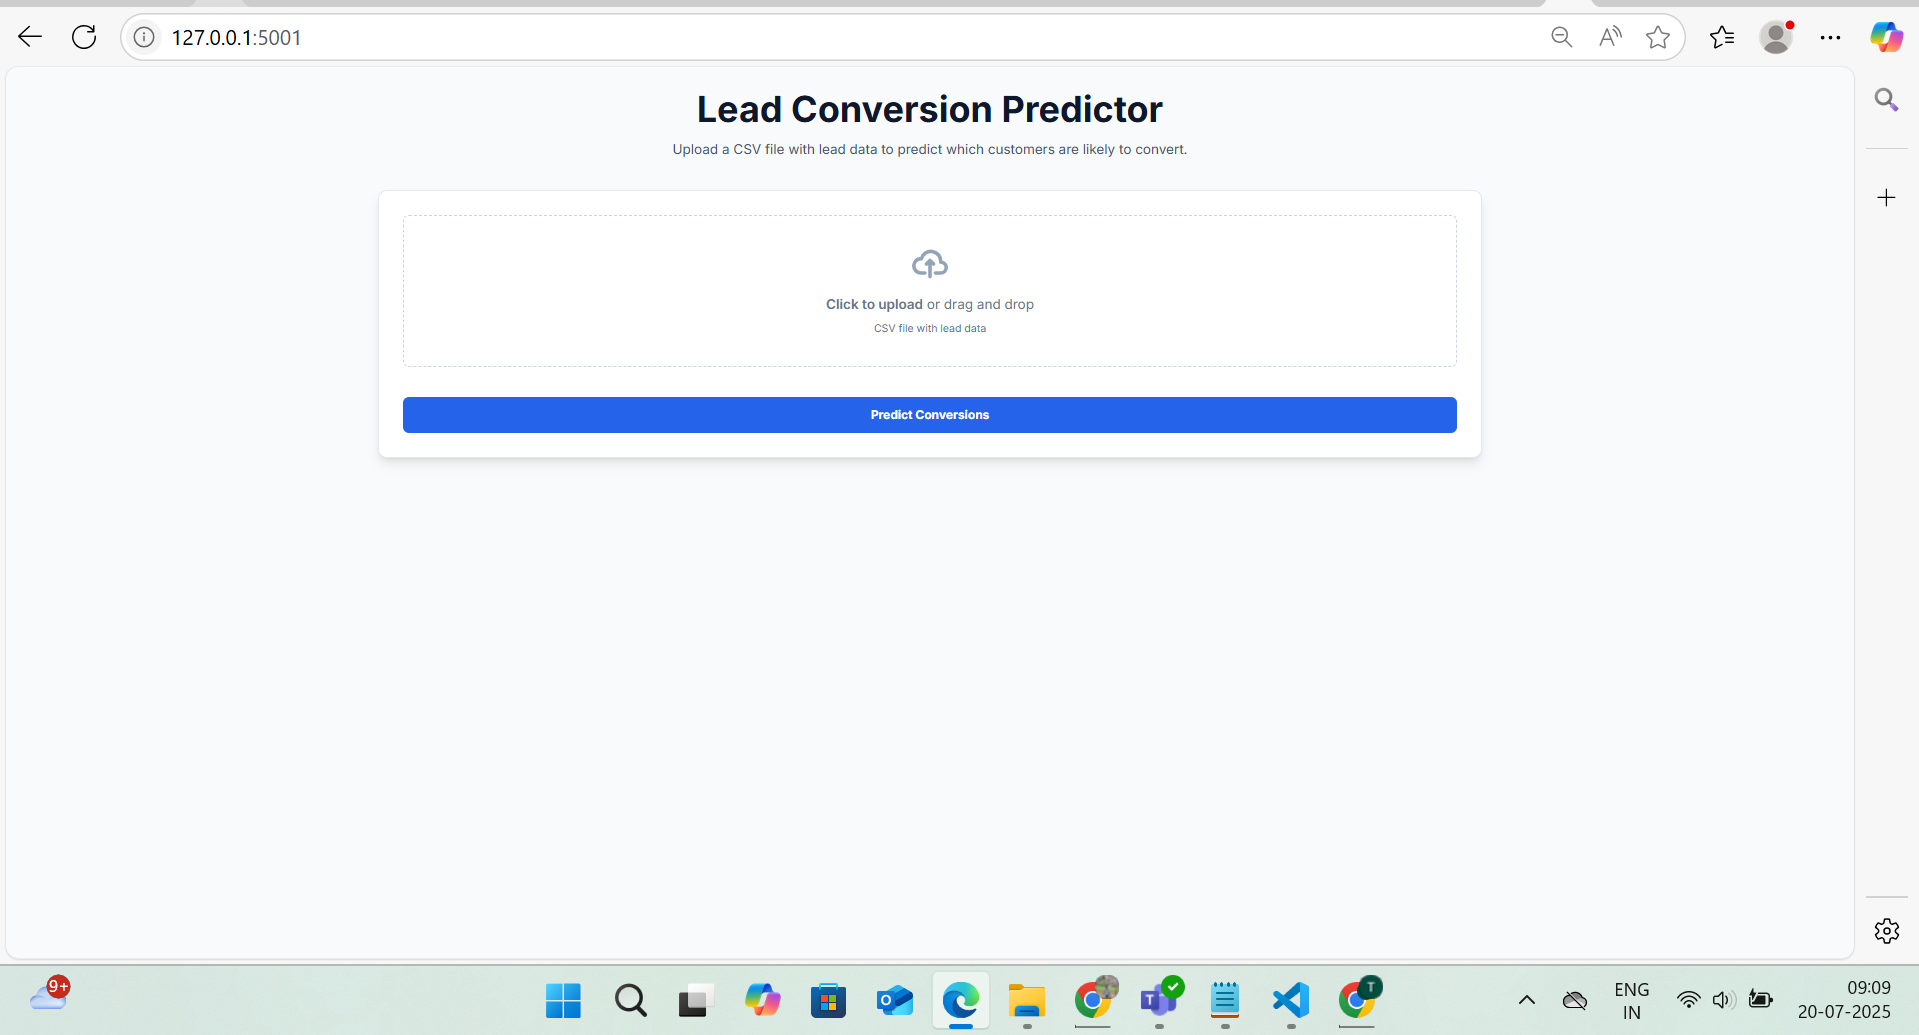 127.0.0.1:5001
Lead Conversion Predictor
Upload a CSV file with lead data to predict which customers are likely to convert.
Click to upload or drag and drop
CSV file with lead data
Predict Conversions
9+
T
T
O
ENG
IN
09:09
20-07-2025